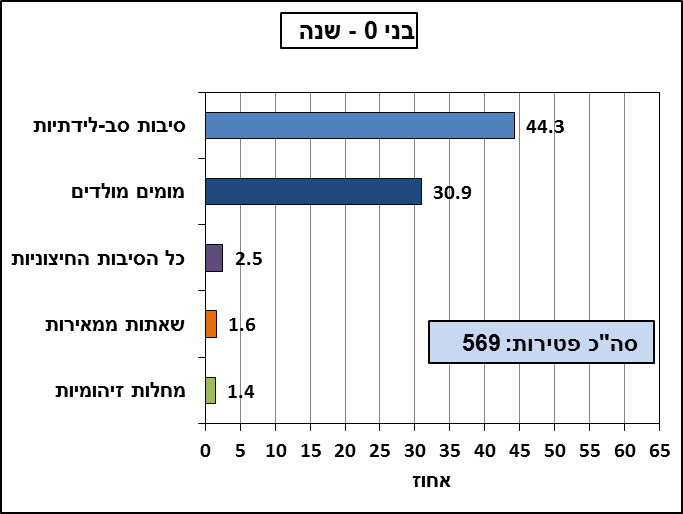 בני 0 - שנה
סיבות סב-לידתיות
44.3
מומים מולדים
30.9
כל הסיבות החיצוניות
2.5
שאתות ממאירות
1.6
מחלות זיהומיות
1.4
סה"כ פטירות: 569
0 5 10 15 20 25 30 35 40 45 50 55 60 65
אחוז